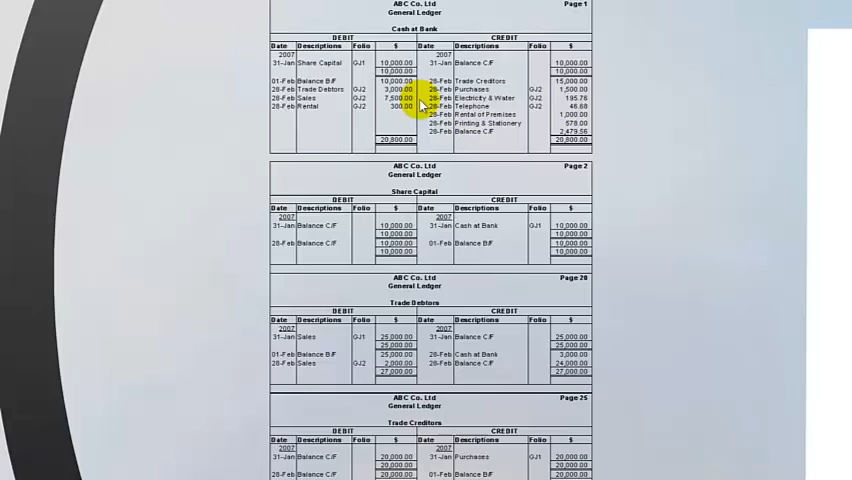 ABC Co. Ltd Page 1
General Ledger
Cash at Bank
DEBIT CREDIT
Date Descriptions Folio $ Date Descriptions Folio $
2007 2007
31-Jan Share Capital GJ1 10,000.00 31-Jan Balance C/F 10,000.00
10,000.00 10,000.00
01-Feb Balance B/F 10,000.00 28-Feb Trade Creditors 15,000.00
28-Feb Trade Debtors GJ2 3,000.00 28-Feb Purchases GJ2 1,500.00
28-Feb Sales GJ2 7,500.00 28-Feb Electricity & Water GJ2 195.76
28-Feb Rental GJ2 300.00 28-Feb Telephone GJ2 46.68
28-Feb Rental of Premises 1,000.00
28-Feb Printing & Stationery 578.00
28-Feb Balance C/F 2,479.56
20,800.00 20,800.00
ABC Co. Ltd Page 2
General Ledger
Share Capital
DEBIT CREDIT
Date Descriptions Folio $ Date Descriptions Folio $
2007 2007
31-Jan Balance C/F 10,000.00 31-Jan Cash at Bank GJ1 10,000.00
10,000.00 10,000.00
28-Feb Balance C/F 10,000.00 01-Feb Balance B/F 10,000.00
10,000.00 10,000.00
ABC Co. Ltd Page 20
General Ledger
Trade Debtors
DEBIT CREDIT
Date Descriptions Folio $ Date Descriptions Folio $
2007 2007
31-Jan Sales GJ1 25,000.00 31-Jan Balance C/F 25,000.00
25,000.00 25,000.00
01-Feb Balance B/F 25,000.00 28-Feb Cash at Bank 3,000.00
28-Feb Sales GJ2 2,000.00 28-Feb Balance C/F 24,000.00
27,000.00 27,000.00
ABC Co. Ltd Page 25
General Ledger
Trade Creditors
DEBIT CREDIT
Date Descriptions Folio $ Date Descriptions Folio $
2007 2007
31-Jan Balance C/F 20,000.00 31-Jan Purchases GJ1 20,000.00
20,000.00 20,000.00
28-Feb Balance C/F 20,000.00 01-Feb Balance B/F 20,000.00